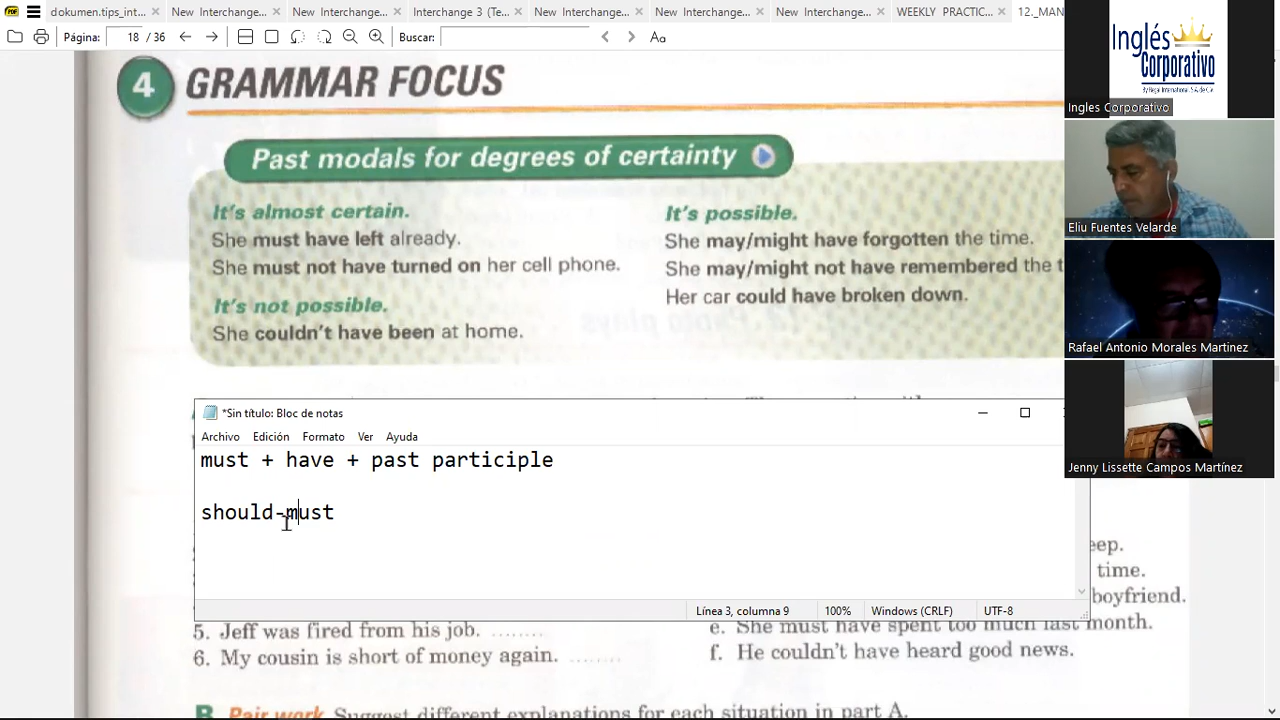 dokumen.tips_int...
New Interchange...
New Interchange...
Interchange 3 (Te...
New Interchange...
New Interchange...
New Interchange...
WEEKLY PRACTIC...
12._MAN
Página: 18 / 36
Buscar:
Aa
4 GRAMMAR FOCUS
Past modals for degrees of certainty
It's almost certain.
She must have left already.
She must not have turned on her cell phone.
It's not possible.
She couldn't have been at home.
It's possible.
She may/might have forgotten the time.
She may/might not have remembered the t
Her car could have broken down.
*Sin título: Bloc de notas
Archivo Edición Formato Ver Ayuda
must + have + past participle
should-must
Línea 3, columna 9 100% Windows (CRLF) UTF-8
eep.
time.
boyfriend.
5. Jeff was fired from his job. ........
6. My cousin is short of money again. ........
e. She must have spent too much last month.
f. He couldn't have heard good news.
B Pair work Suggest different explanations for each situation in part A.
Inglés
Corporativo
By Regal International, S.A. de C.V.
Ingles Corporativo
Eliu Fuentes Velarde
Rafael Antonio Morales Martinez
Jenny Lissette Campos Martínez